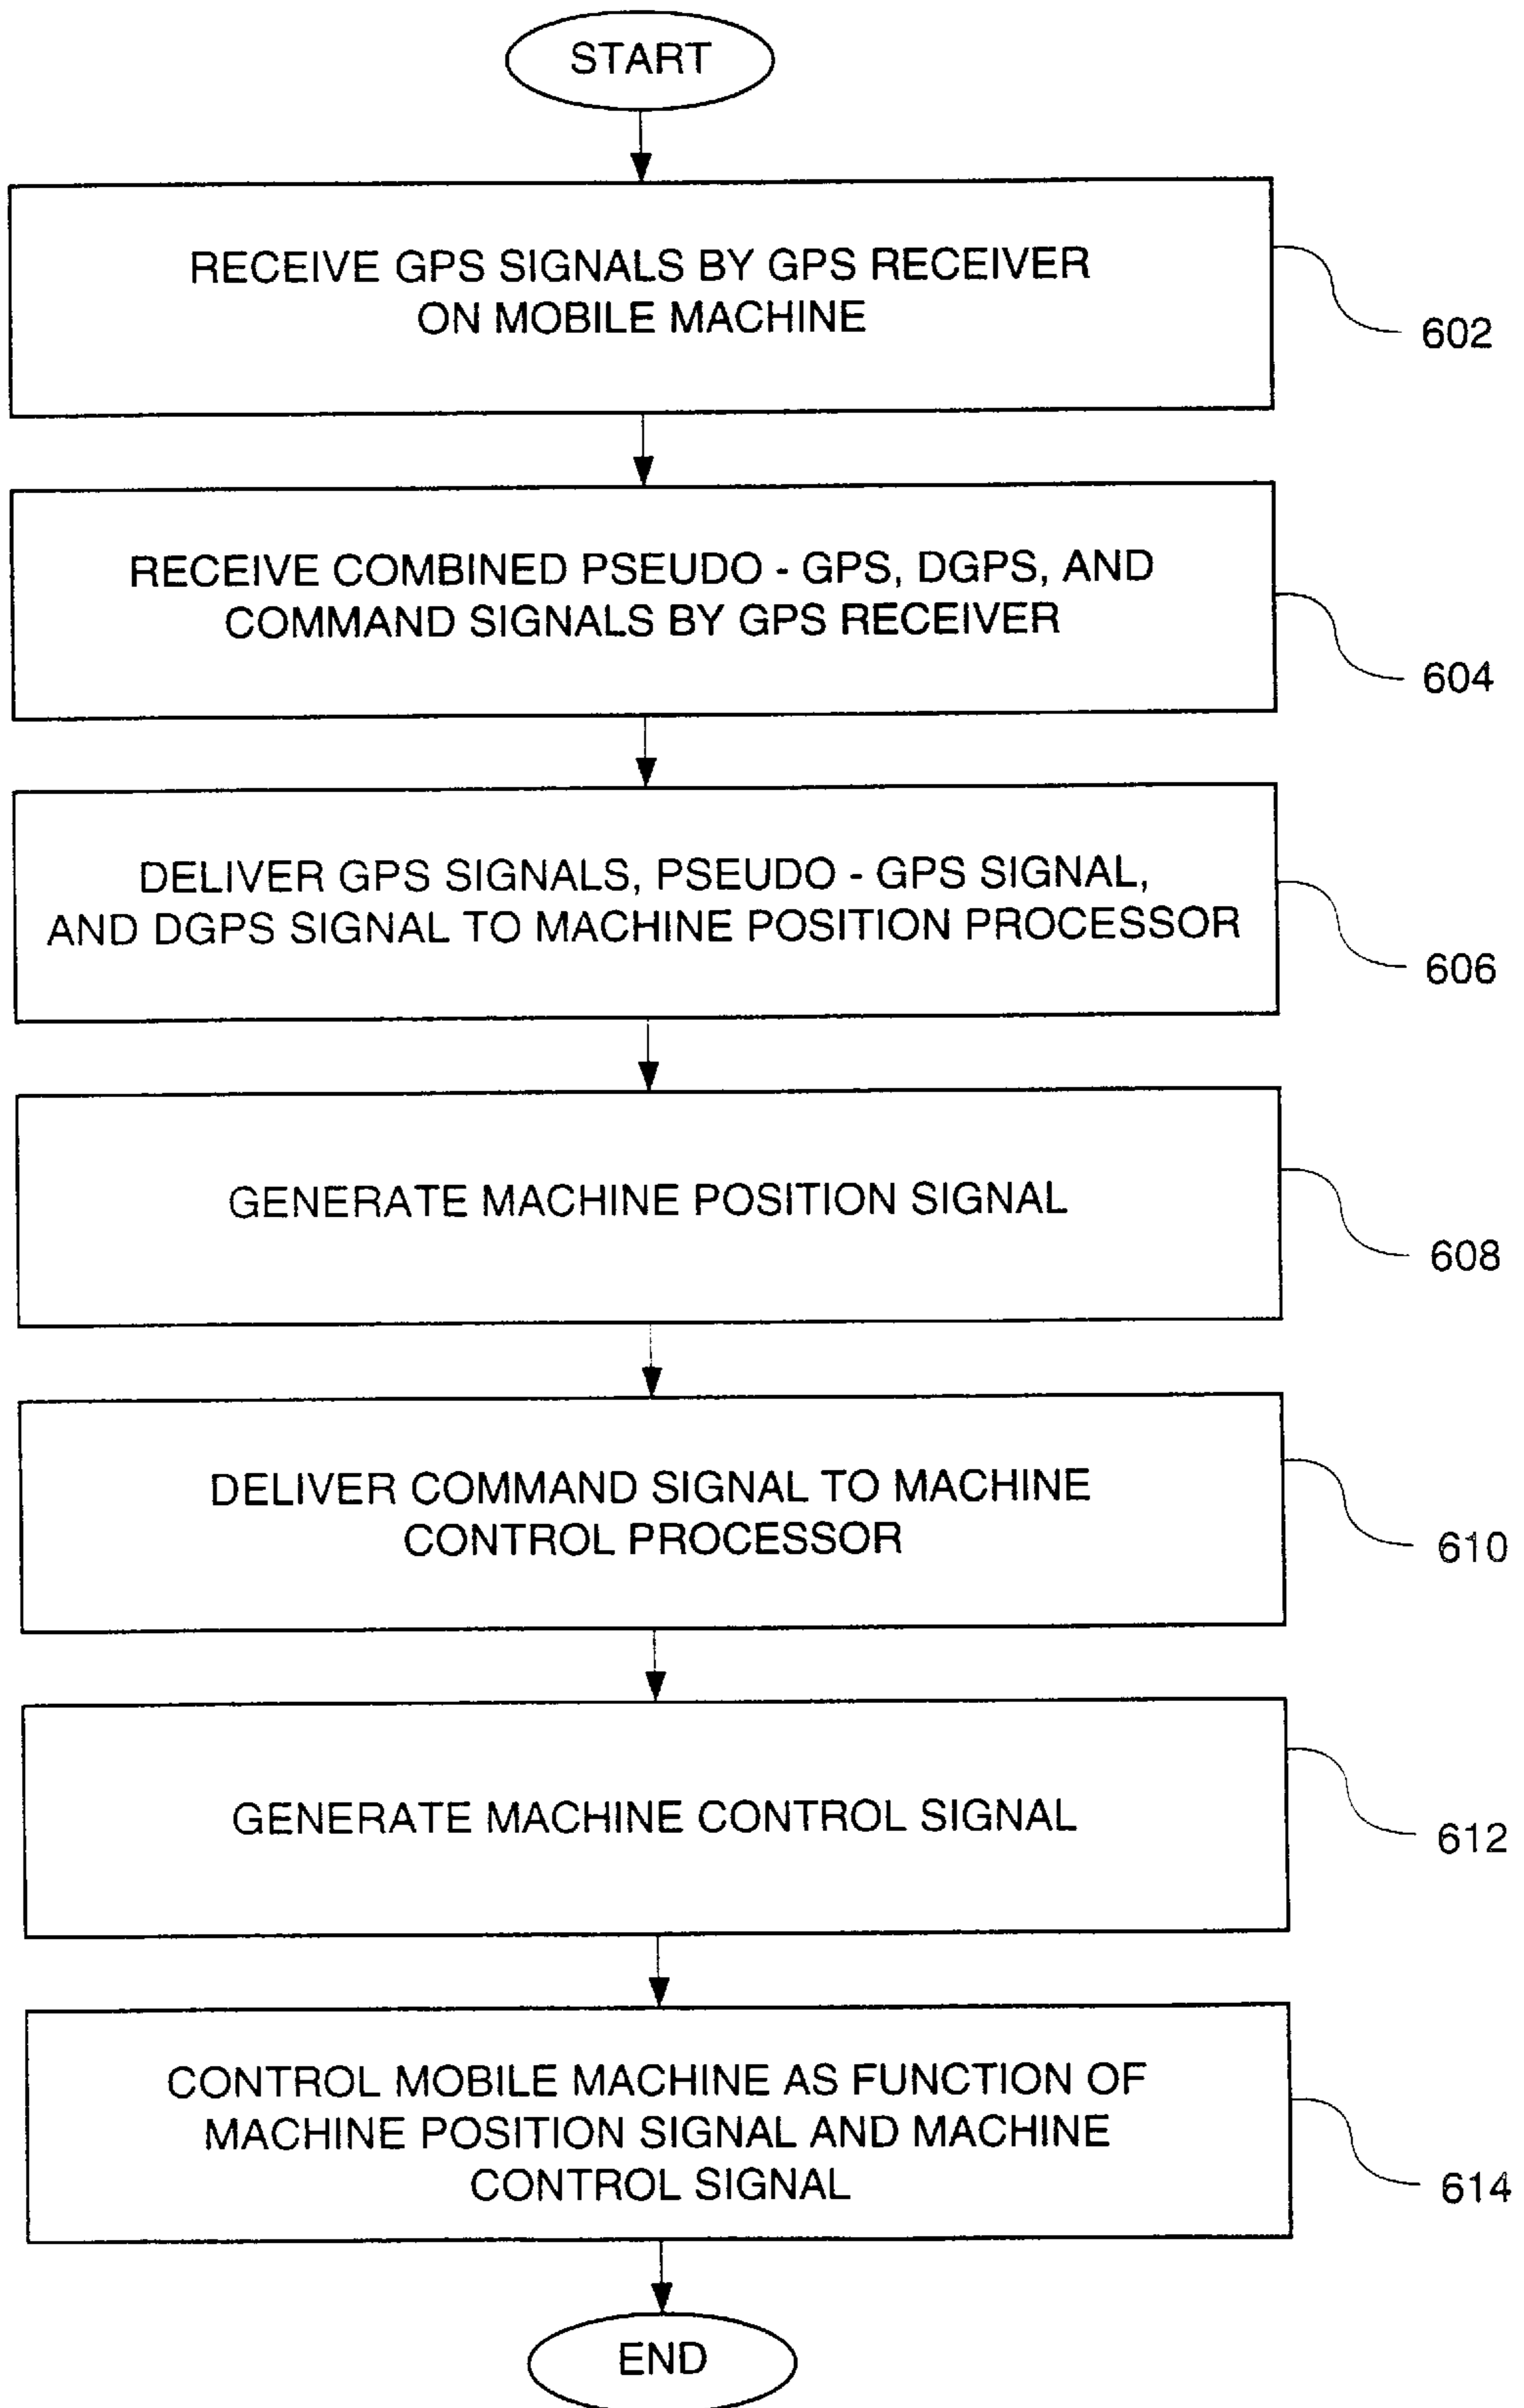 START
RECEIVE GPS SIGNALS BY GPS RECEIVER
ON MOBILE MACHINE
602
RECEIVE COMBINED PSEUDO - GPS, DGPS, AND
COMMAND SIGNALS BY GPS RECEIVER
604
DELIVER GPS SIGNALS, PSEUDO - GPS SIGNAL,
AND DGPS SIGNAL TO MACHINE POSITION PROCESSOR
606
GENERATE MACHINE POSITION SIGNAL
608
DELIVER COMMAND SIGNAL TO MACHINE
CONTROL PROCESSOR
610
GENERATE MACHINE CONTROL SIGNAL
612
CONTROL MOBILE MACHINE AS FUNCTION OF
MACHINE POSITION SIGNAL AND MACHINE
CONTROL SIGNAL
614
END